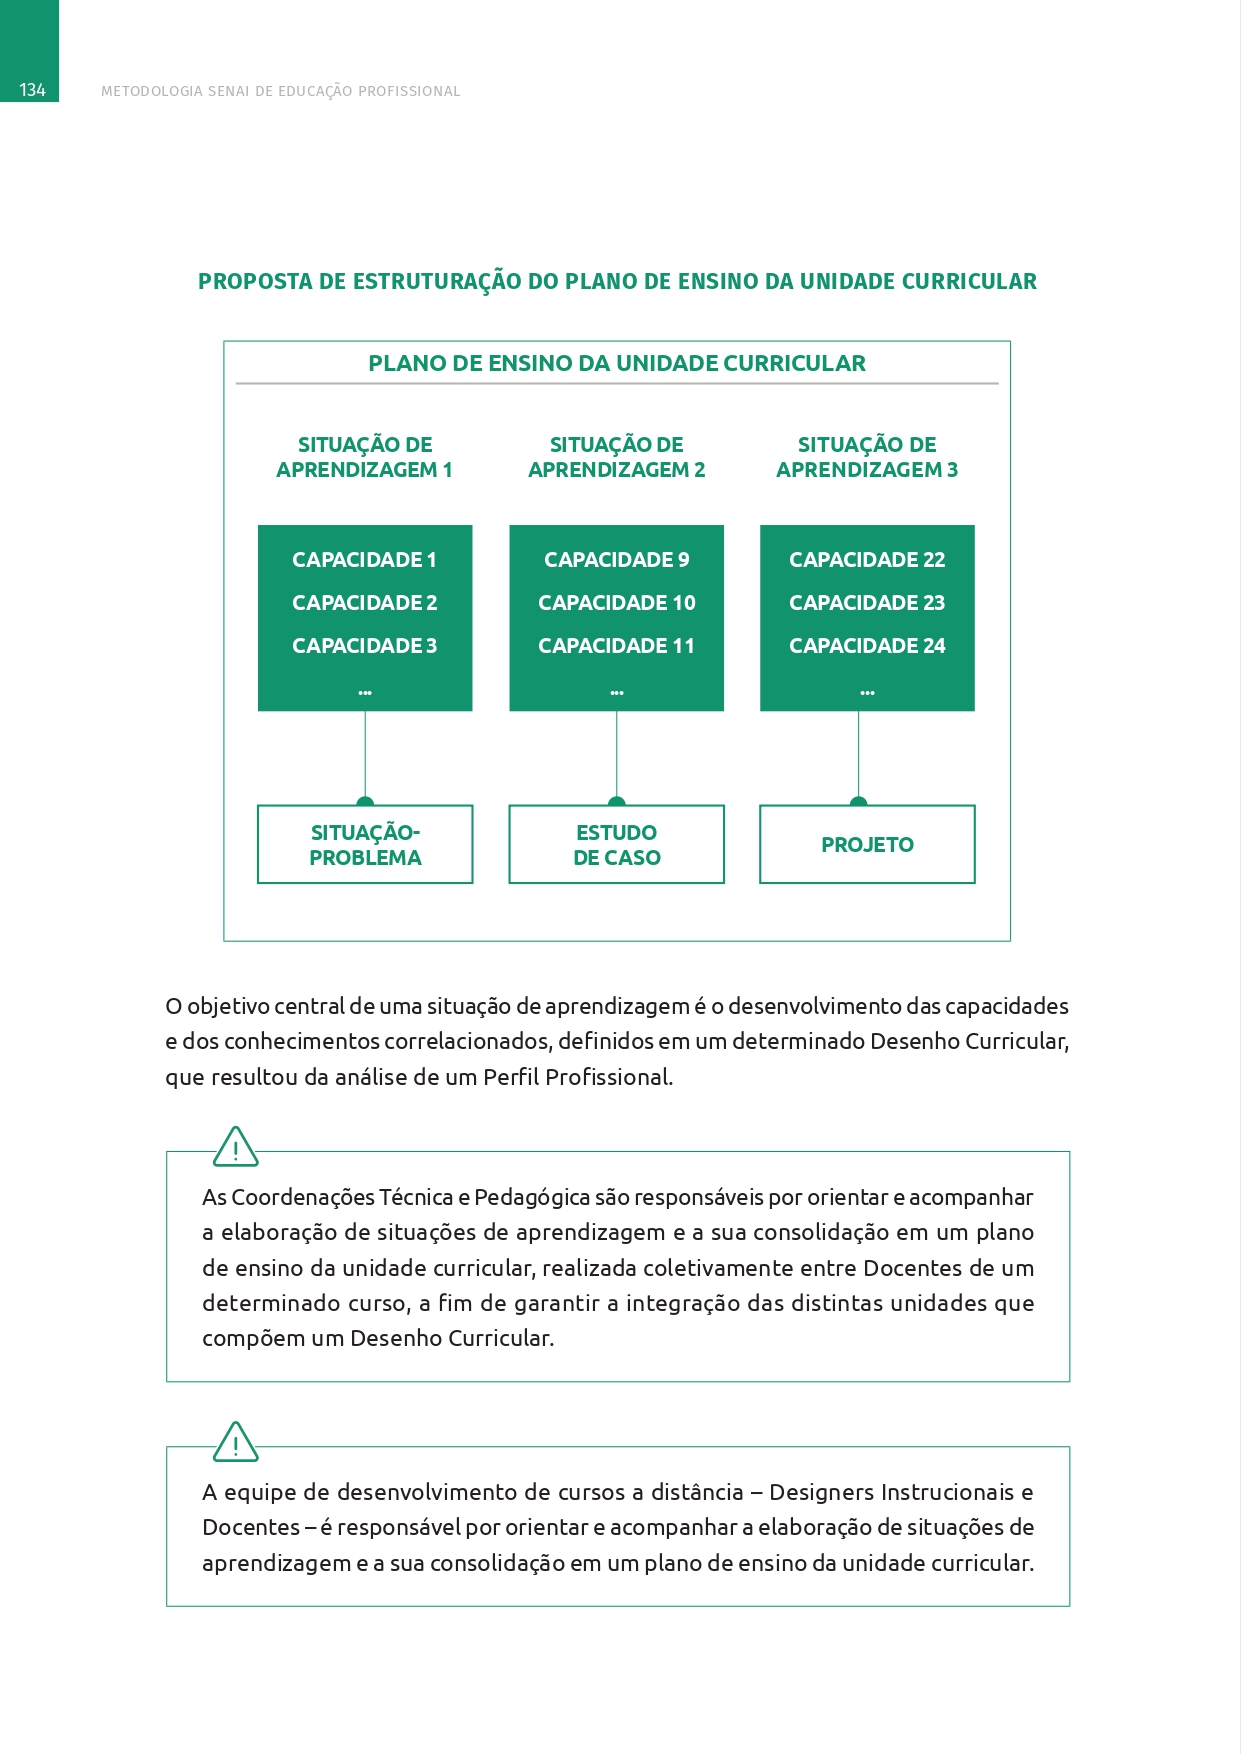 134
METODOLOGIA SENAI DE EDUCAÇÃO PROFISSIONAL
PROPOSTA DE ESTRUTURAÇÃO DO PLANO DE ENSINO DA UNIDADE CURRICULAR
PLANO DE ENSINO DA UNIDADE CURRICULAR
SITUAÇÃO DE
APRENDIZAGEM 1
CAPACIDADE 1
CAPACIDADE 2
CAPACIDADE 3
...
SITUAÇÃO-
PROBLEMA
SITUAÇÃO DE
APRENDIZAGEM 2
CAPACIDADE 9
CAPACIDADE 10
CAPACIDADE 11
...
ESTUDO
DE CASO
SITUAÇÃO DE
APRENDIZAGEM 3
CAPACIDADE 22
CAPACIDADE 23
CAPACIDADE 24
...
PROJETO
O objetivo central de uma situação de aprendizagem é o desenvolvimento das capacidades
e dos conhecimentos correlacionados, definidos em um determinado Desenho Curricular,
que resultou da análise de um Perfil Profissional.
As Coordenações Técnica e Pedagógica são responsáveis por orientar e acompanhar
a elaboração de situações de aprendizagem e a sua consolidação em um plano
de ensino da unidade curricular, realizada coletivamente entre Docentes de um
determinado curso, a fim de garantir a integração das distintas unidades que
compõem um Desenho Curricular.
A equipe de desenvolvimento de cursos a distância – Designers Instrucionais e
Docentes – é responsável por orientar e acompanhar a elaboração de situações de
aprendizagem e a sua consolidação em um plano de ensino da unidade curricular.